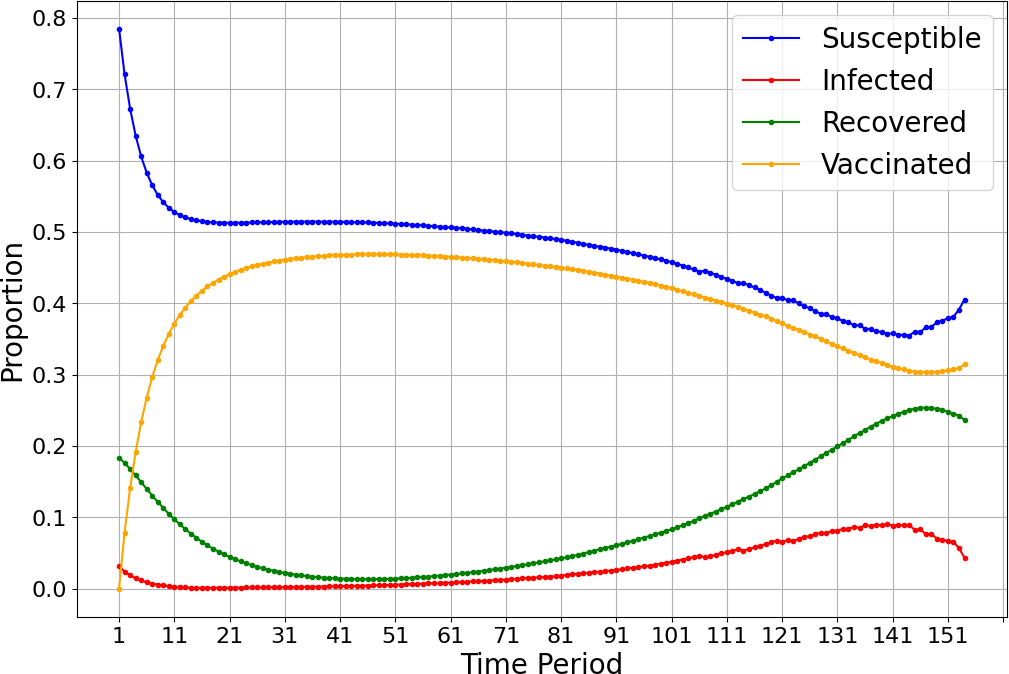 0.8
0.7
0.6
0.5
0.4
0.3
0.2
0.1
0.0
Proportion
Susceptible
Infected
Recovered
Vaccinated
1 11 21 31 41 51 61 71 81 91 101 111 121 131 141 151
Time Period